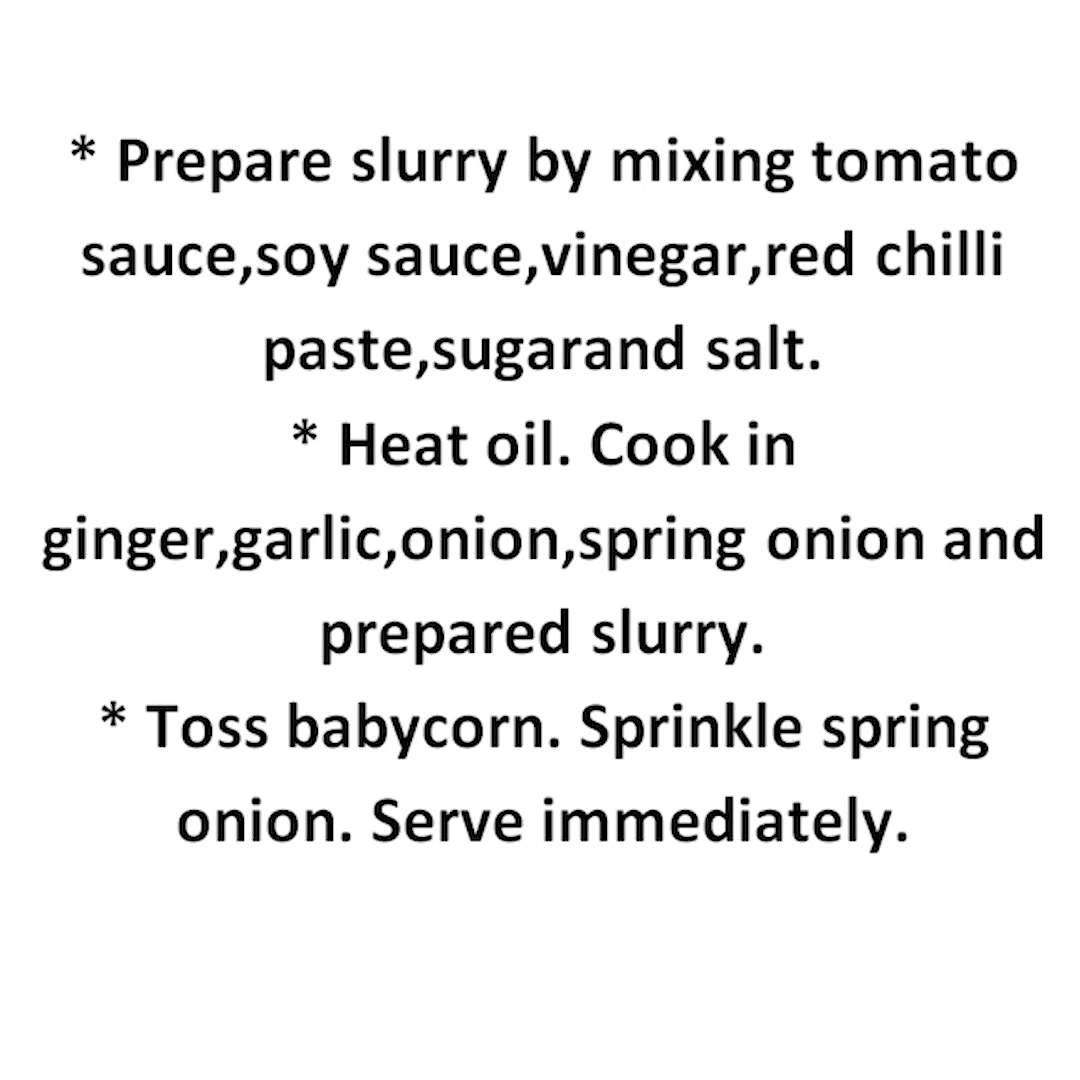 * Prepare slurry by mixing tomato
sauce,soy sauce,vinegar,red chilli
paste,sugarand salt.
* Heat oil. Cook in
ginger,garlic,onion,spring onion and
prepared slurry.
* Toss babycorn. Sprinkle spring
onion. Serve immediately.